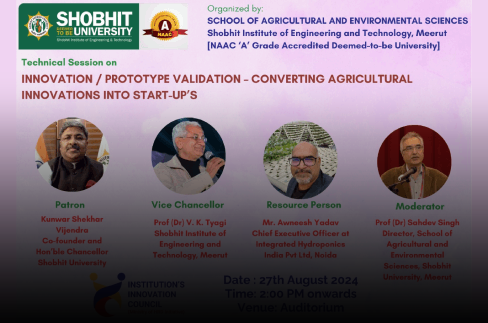 SHOBHIT
DEEMED
TO BE UNIVERSITY
Shobhit Institute of Engineering & Technology
A
NAAC
Organized by:
SCHOOL OF AGRICULTURAL AND ENVIRONMENTAL SCIENCES
Shobhit Institute of Engineering and Technology, Meerut
[NAAC 'A' Grade Accredited Deemed-to-be University]
Technical Session on
INNOVATION / PROTOTYPE VALIDATION – CONVERTING AGRICULTURAL
INNOVATIONS INTO START-UP'S
Patron
Kunwar Shekhar
Vijendra
Co-founder and
Hon'ble Chancellor
Shobhit University
Vice Chancellor
Prof (Dr) V. K. Tyagi
Shobhit Institute of
Engineering and
Technology, Meerut
Resource Person
Mr. Awneesh Yadav
Chief Executive Officer at
Integrated Hydroponics
India Pvt Ltd, Noida
Moderator
Prof (Dr) Sahdev Singh
Director, School of
Agricultural and
Environmental
Sciences, Shobhit
University, Meerut
INSTITUTION'S
INNOVATION
COUNCIL
Date : 27th August 2024
Time: 2:00 PM onwards
Venue: Auditorium